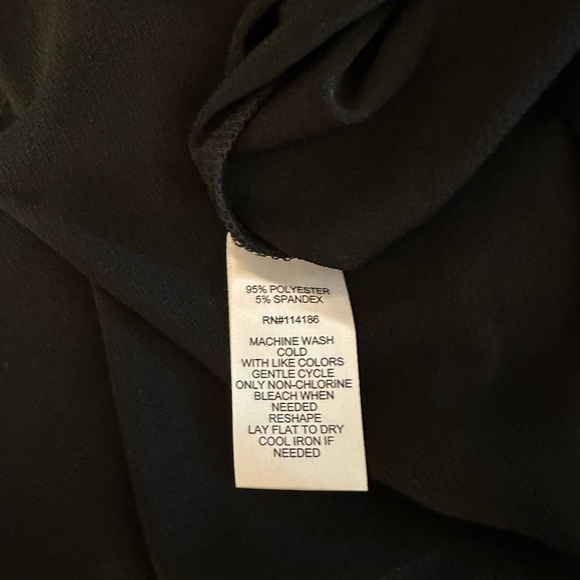 95% POLYESTER
5% SPANDEX
RN#114186
MACHINE WASH
COLD
WITH LIKE COLORS
GENTLE CYCLE
ONLY NON-CHLORINE
BLEACH WHEN
NEEDED
RESHAPE
LAY FLAT TO DRY
COOL IRON IF
NEEDED